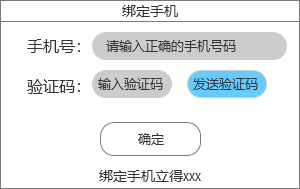 绑定手机
手机号： 请输入正确的手机号码
验证码： 输入验证码 发送验证码
确定
绑定手机立得xxx